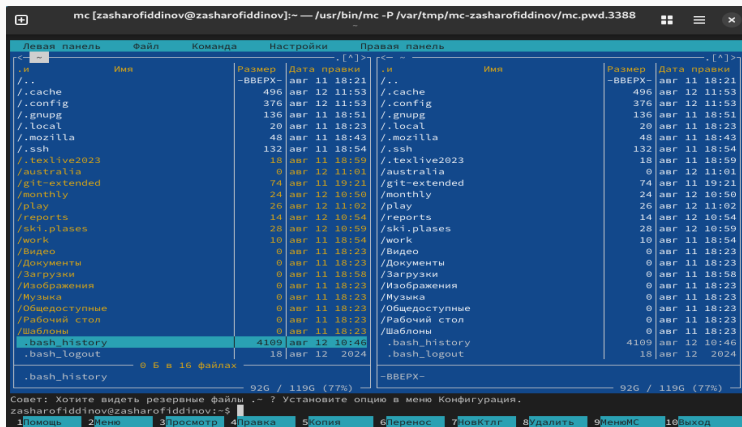 mc [zasharofiddinov@zasharofiddinov]:~ — /usr/bin/mc -P /var/tmp/mc-zasharofiddinov/mc.pwd.3388
~
Левая панель Файл Команда Настройки Правая панель
<— ~ .[^]> <— ~ .[^]>
.и Имя Размер Дата правки .и Имя Размер Дата правки
/.. -ВВЕРХ- авг 11 18:21 /.. -ВВЕРХ- авг 11 18:21
/.cache 496 авг 12 11:53 /.cache 496 авг 12 11:53
/.config 376 авг 12 11:53 /.config 376 авг 12 11:53
/.gnupg 136 авг 11 18:51 /.gnupg 136 авг 11 18:51
/.local 20 авг 11 18:23 /.local 20 авг 11 18:23
/.mozilla 48 авг 11 18:43 /.mozilla 48 авг 11 18:43
/.ssh 132 авг 11 18:54 /.ssh 132 авг 11 18:54
/.texlive2023 18 авг 11 18:59 /.texlive2023 18 авг 11 18:59
/australia 0 авг 12 11:01 /australia 0 авг 12 11:01
/git-extended 74 авг 11 19:21 /git-extended 74 авг 11 19:21
/monthly 24 авг 12 10:50 /monthly 24 авг 12 10:50
/play 26 авг 12 11:02 /play 26 авг 12 11:02
/reports 14 авг 12 10:54 /reports 14 авг 12 10:54
/ski.plases 28 авг 12 10:59 /ski.plases 28 авг 12 10:59
/work 10 авг 11 18:54 /work 10 авг 11 18:54
/Видео 0 авг 11 18:23 /Видео 0 авг 11 18:23
/Документы 0 авг 11 18:23 /Документы 0 авг 11 18:23
/Загрузки 0 авг 11 18:58 /Загрузки 0 авг 11 18:58
/Изображения 0 авг 11 18:23 /Изображения 0 авг 11 18:23
/Музыка 0 авг 11 18:23 /Музыка 0 авг 11 18:23
/Общедоступные 0 авг 11 18:23 /Общедоступные 0 авг 11 18:23
/Рабочий стол 0 авг 11 18:23 /Рабочий стол 0 авг 11 18:23
/Шаблоны 0 авг 11 18:23 /Шаблоны 0 авг 11 18:23
.bash_history 4109 авг 12 10:46 .bash_history 4109 авг 12 10:46
.bash_logout 18 авг 12 2024 .bash_logout 18 авг 12 2024
0 Б в 16 файлах
.bash_history -ВВЕРХ-
92G / 119G (77%) 92G / 119G (77%)
Совет: Хотите видеть резервные файлы .~ ? Установите опцию в меню Конфигурация.
zasharofiddinov@zasharofiddinov:~$
1Помощь 2Меню 3Просмотр 4Правка 5Копия 6Перенос 7НовКтлг 8Удалить 9МенюMC 10Выход